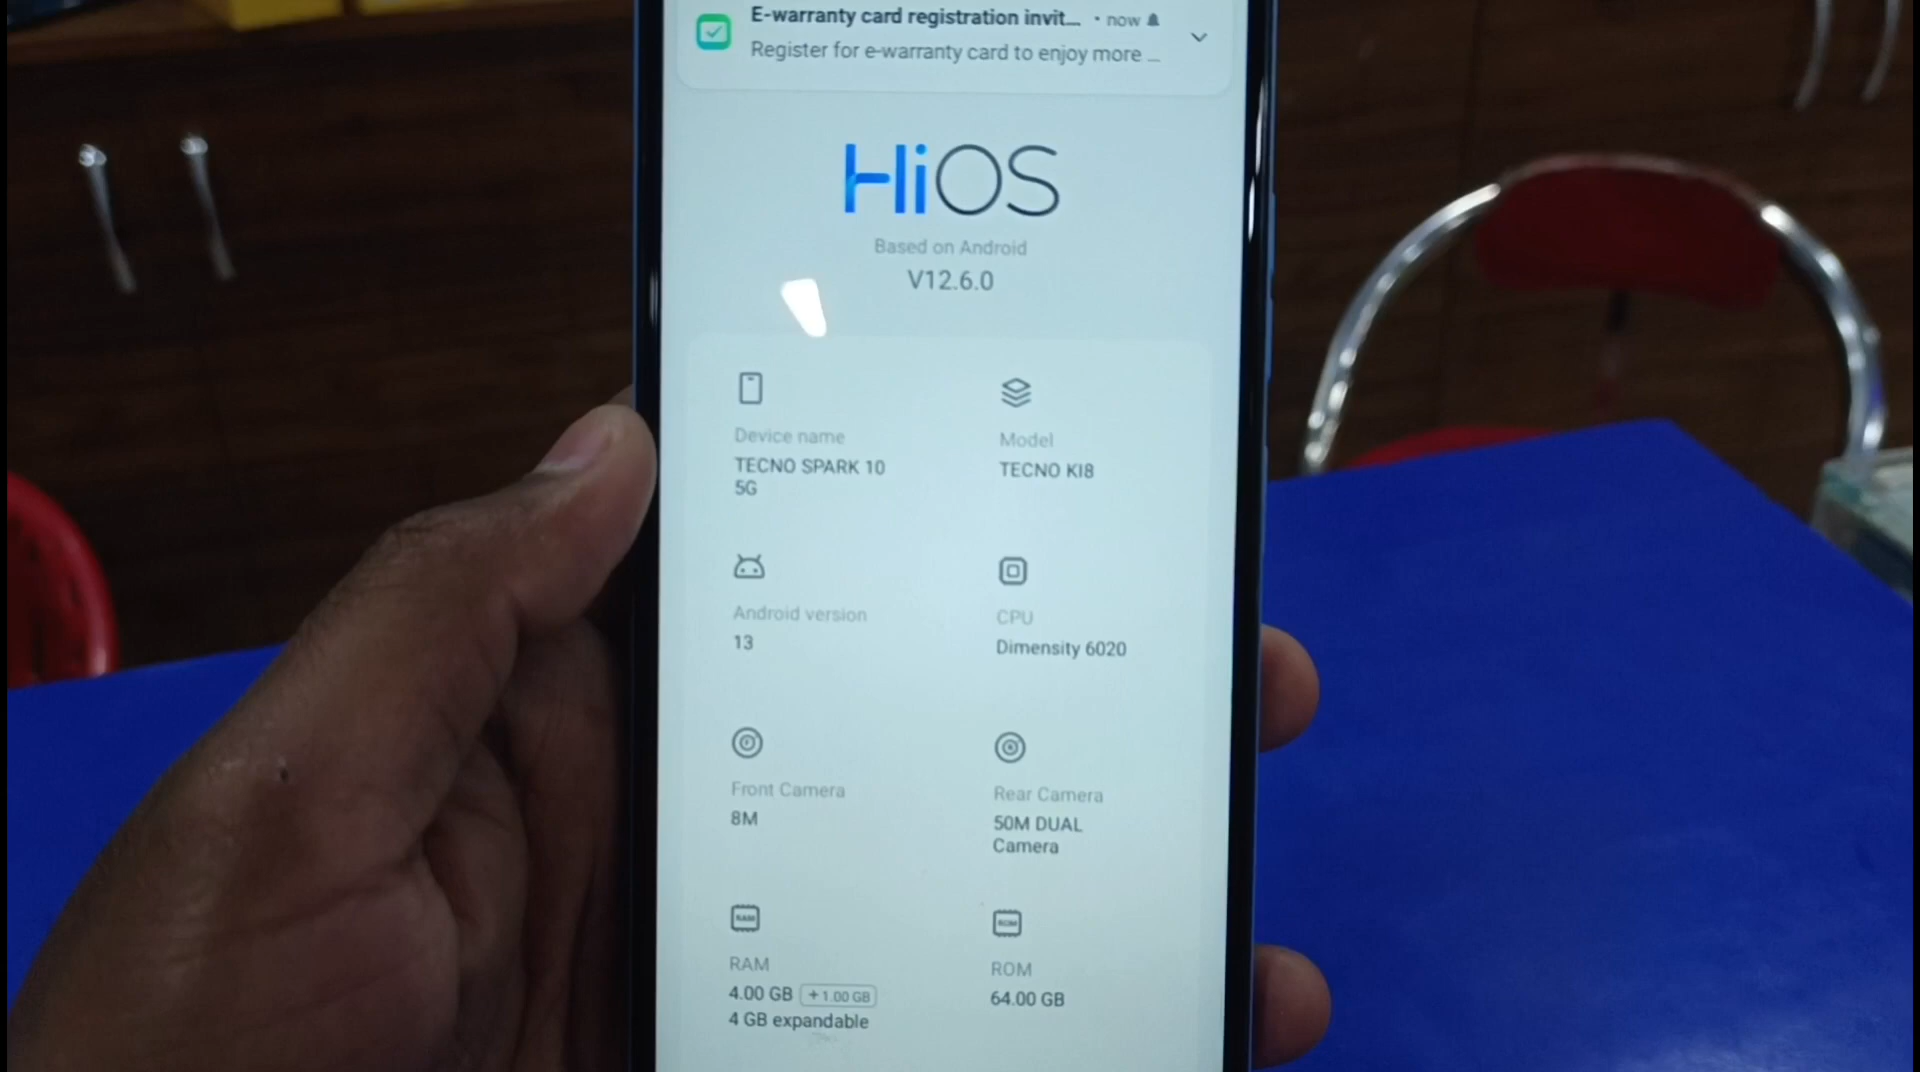 E-warranty card registration invit... • now
Register for e-warranty card to enjoy more ...
HiOS
Based on Android
V12.6.0
Device name
TECNO SPARK 10
5G
Model
TECNO KI8
Android version
13
CPU
Dimensity 6020
Front Camera
8M
Rear Camera
50M DUAL
Camera
RAM
RAM
4.00 GB +1.00 GB
4 GB expandable
ROM
ROM
64.00 GB